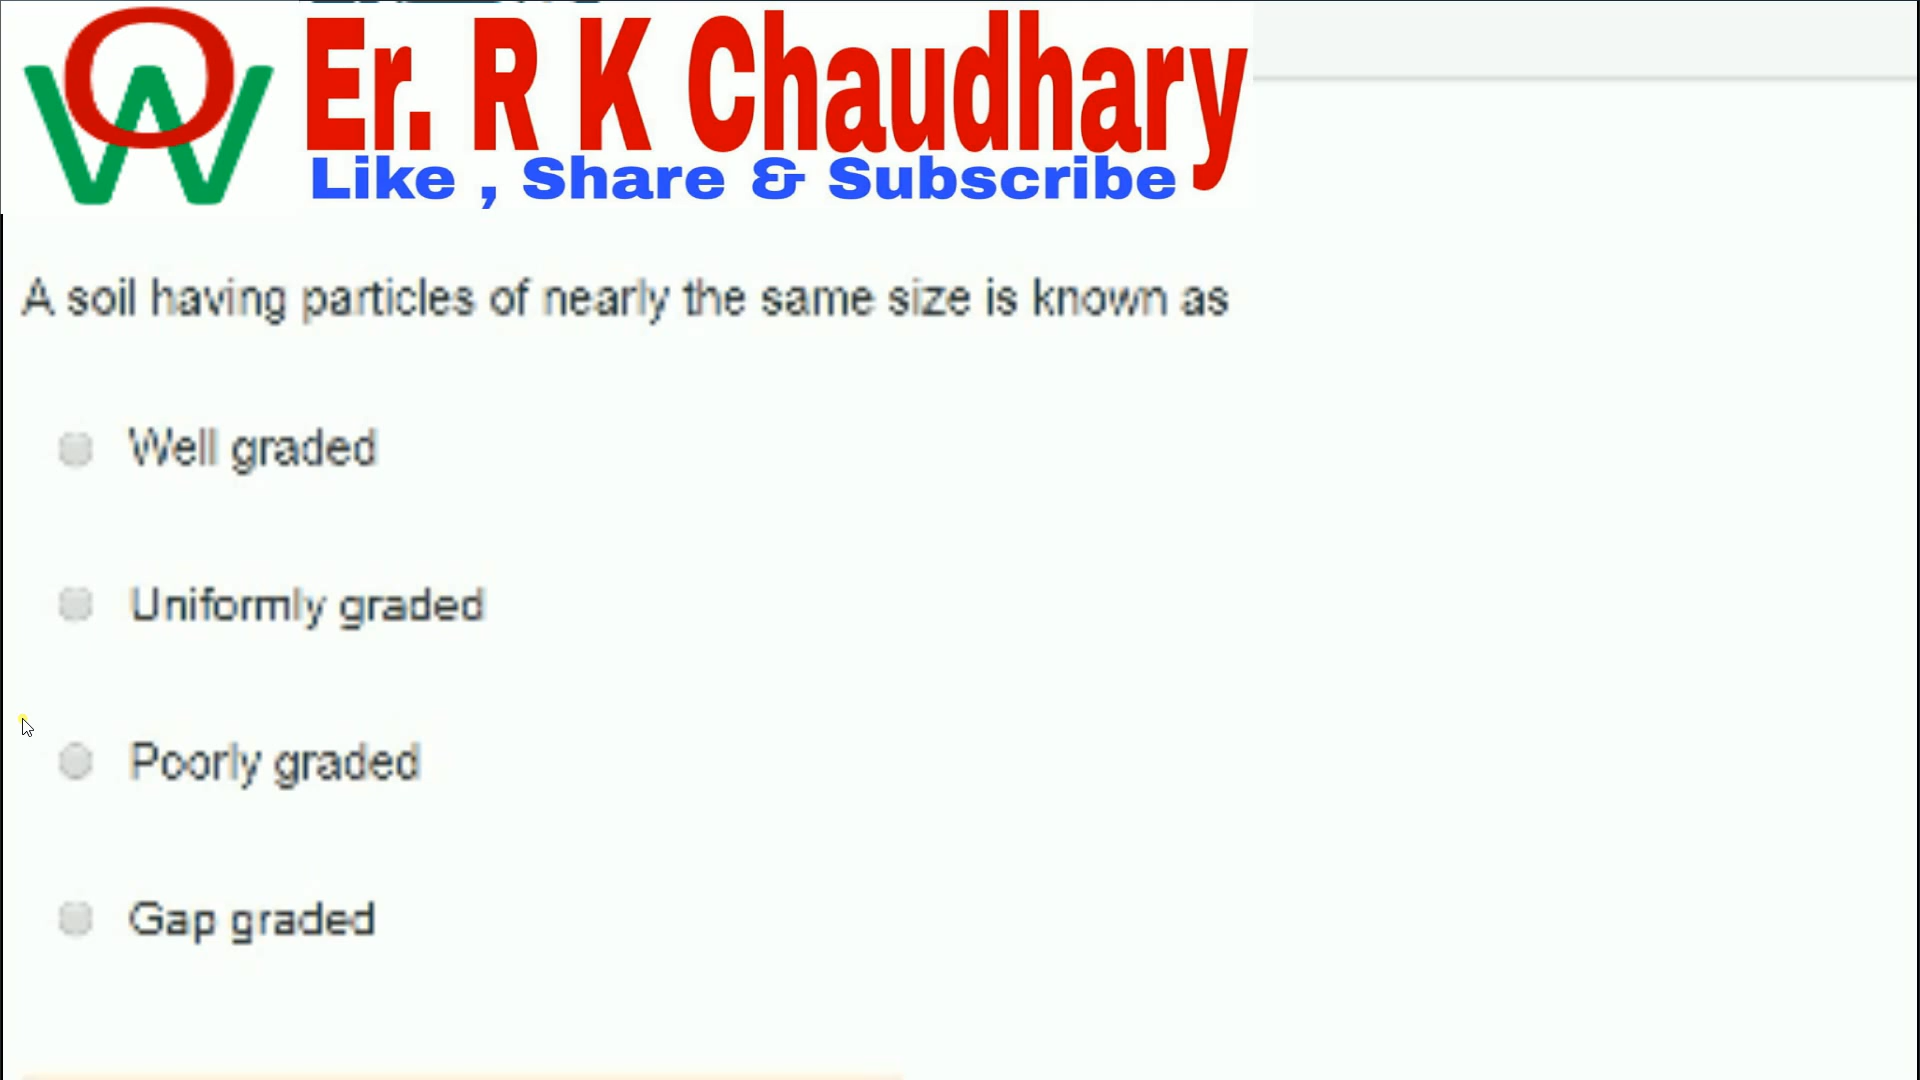 Er. R K Chaudhary
Like , Share & Subscribe
A soil having particles of nearly the same size is known as
Well graded
Uniformly graded
Poorly graded
Gap graded